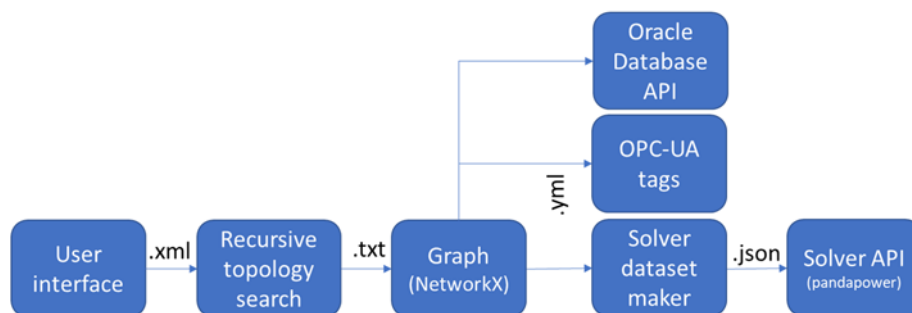 Oracle
Database
API
OPC-UA
tags
.yml
User
interface
.xml
Recursive
topology
search
.txt
Graph
(NetworkX)
Solver
dataset
maker
.json
Solver API
(pandapower)